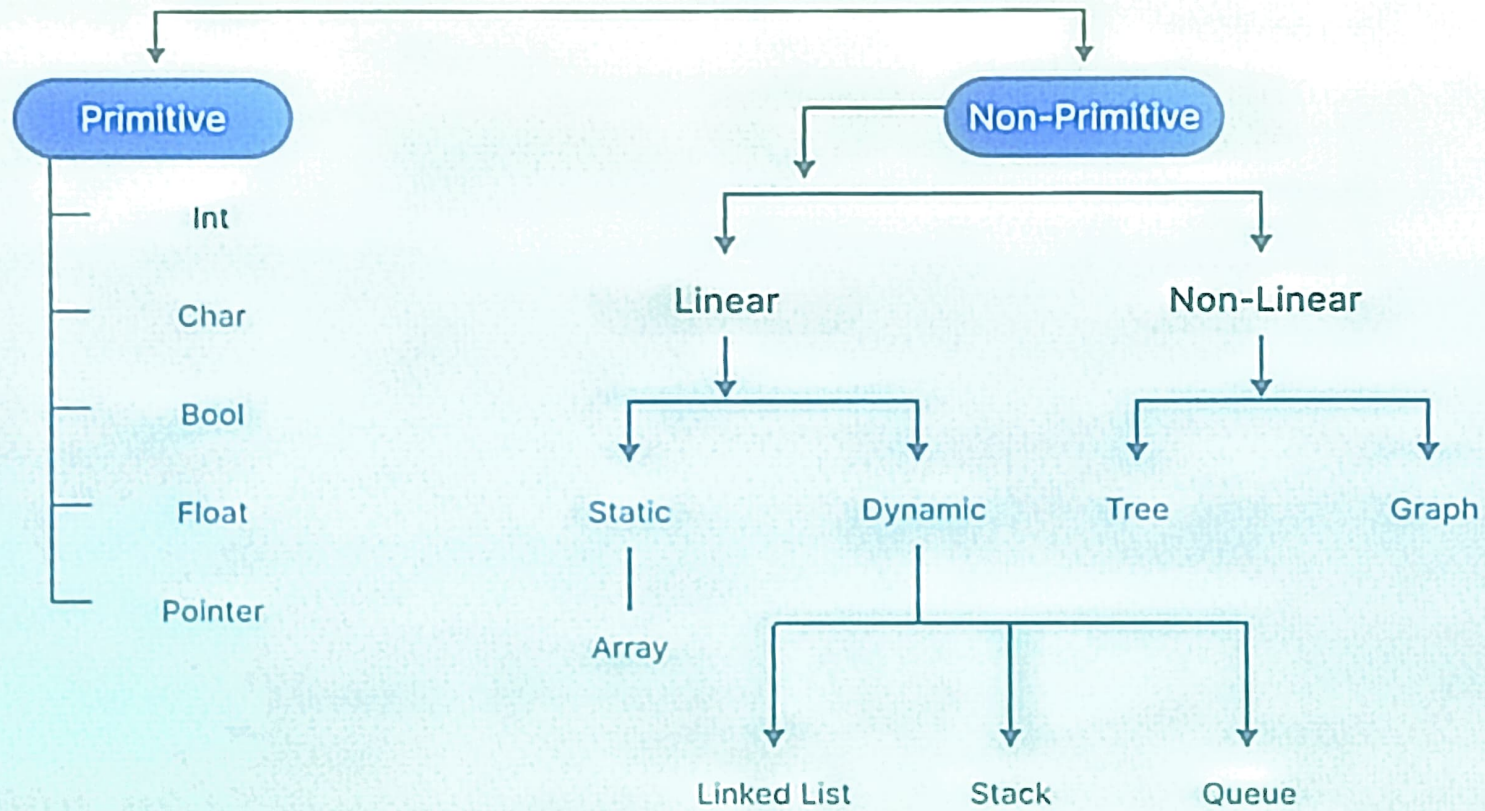 Primitive
Non-Primitive
Int
Char
Bool
Float
Pointer
Linear
Non-Linear
Static
Dynamic
Tree
Graph
Array
Linked List
Stack
Queue